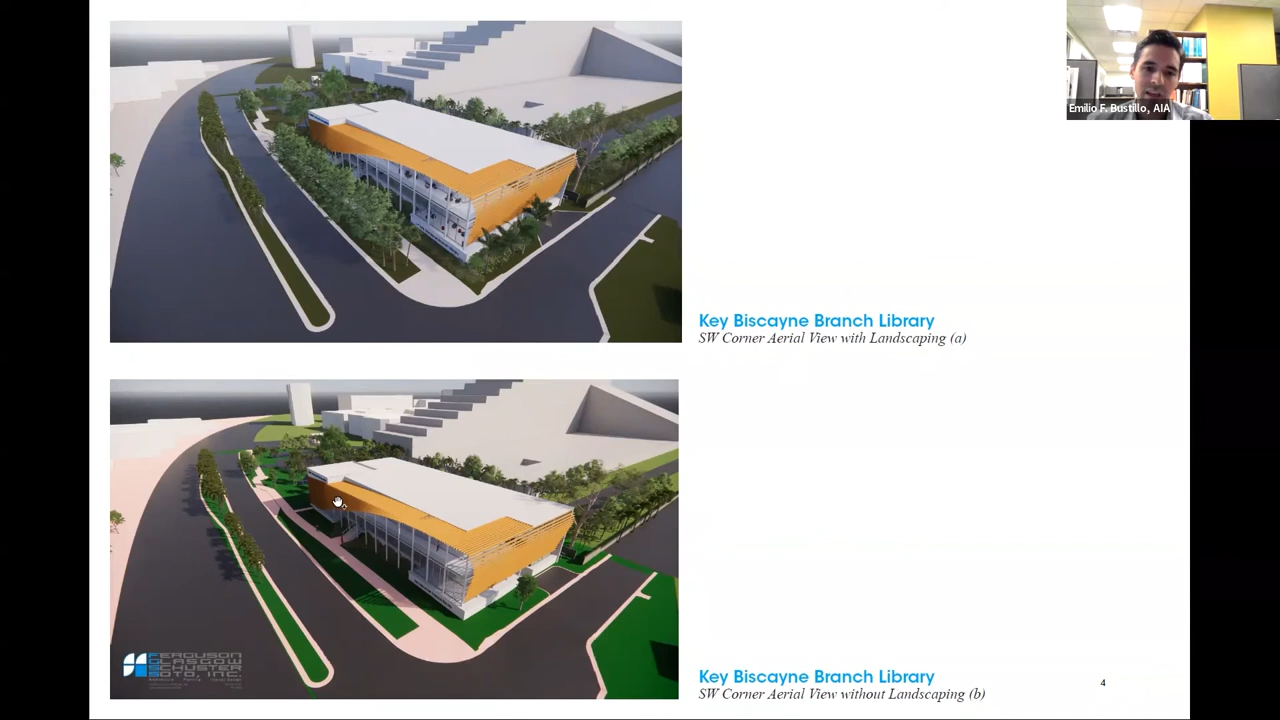 Emilio F. Bustillo, AIA
Key Biscayne Branch Library
SW Corner Aerial View with Landscaping (a)
FERGUSON
GLASGOW
SCHUSTER
SOTO, INC.
Key Biscayne Branch Library
SW Corner Aerial View without Landscaping (b)
4